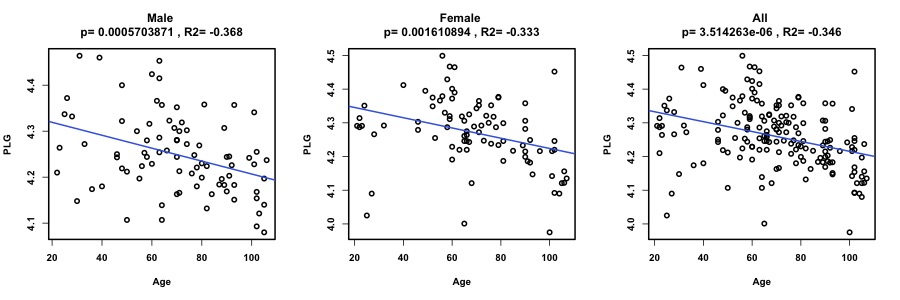 Male
p= 0.0005703871 , R2= -0.368
PLG
4.4
4.3
4.2
4.1
20 40 60 80 100
Age
Female
p= 0.001610894 , R2= -0.333
PLG
4.5
4.4
4.3
4.2
4.1
4.0
20 40 60 80 100
Age
All
p= 3.514263e-06 , R2= -0.346
PLG
4.5
4.4
4.3
4.2
4.1
4.0
20 40 60 80 100
Age